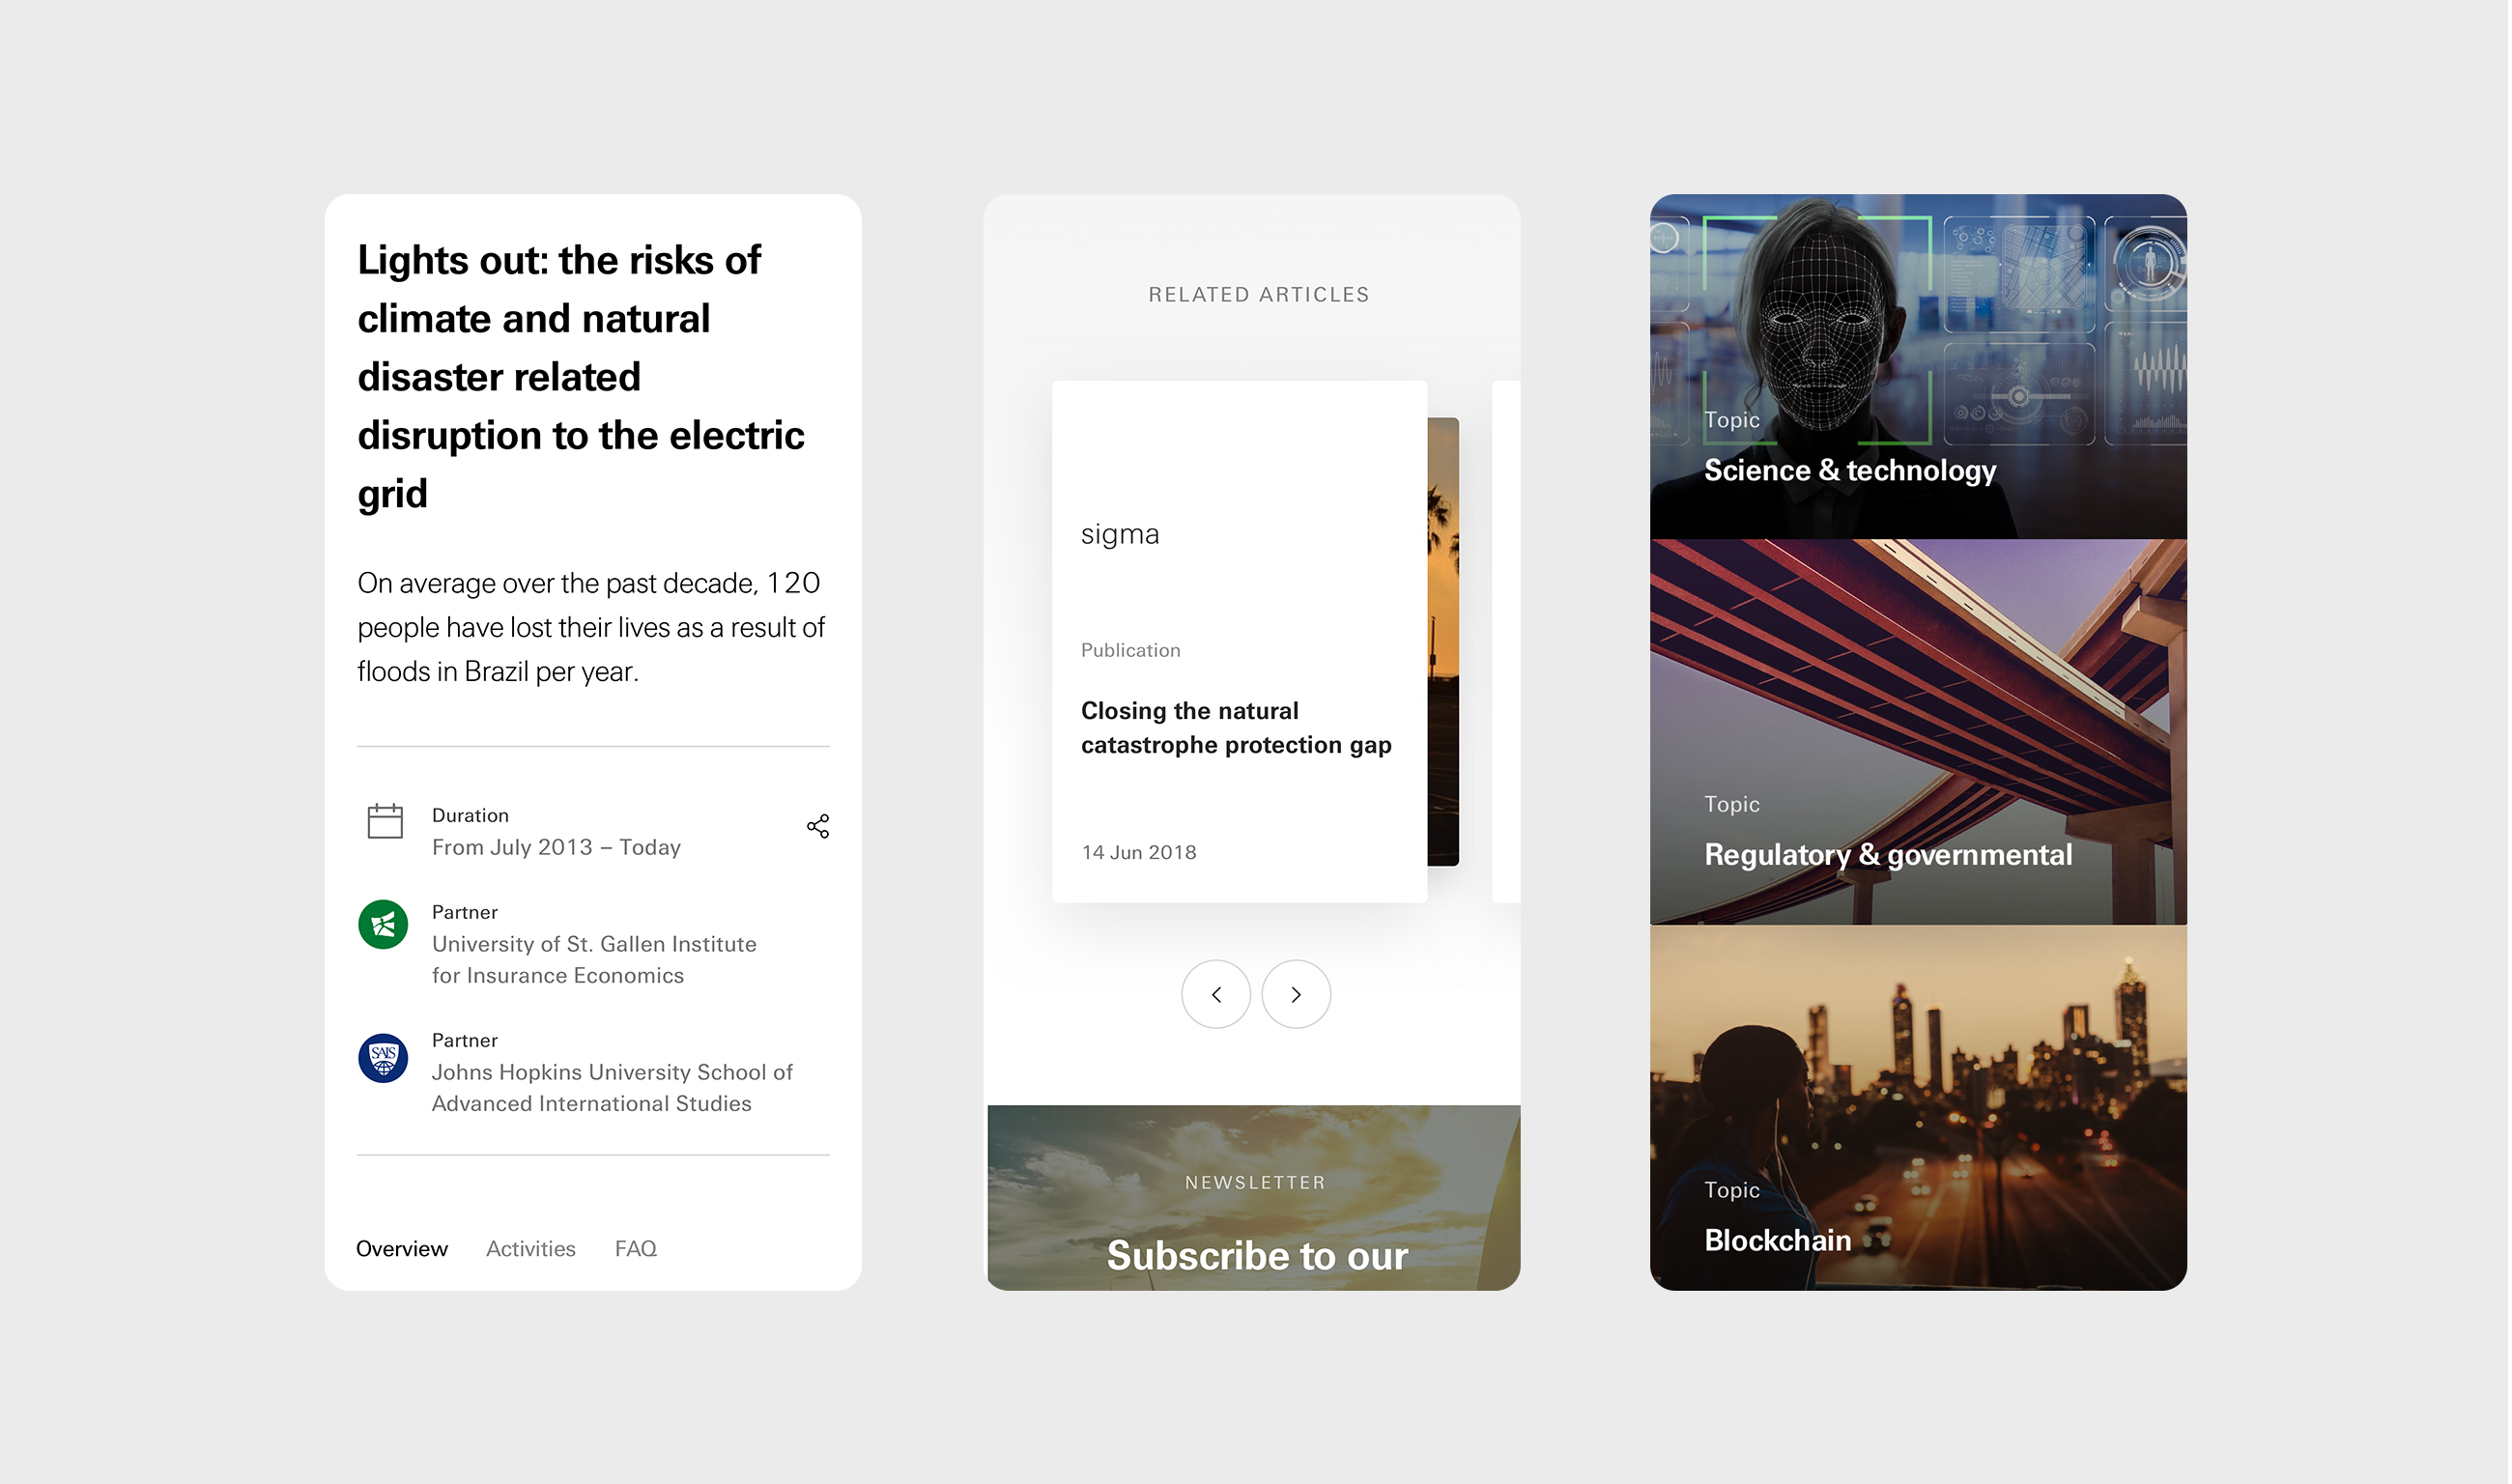 Lights out: the risks of
climate and natural
disaster related
disruption to the electric
grid
On average over the past decade, 120
people have lost their lives as a result of
floods in Brazil per year.
Duration
From July 2013 – Today
Partner
University of St. Gallen Institute
for Insurance Economics
SAIS
Partner
Johns Hopkins University School of
Advanced International Studies
Overview Activities FAQ
RELATED ARTICLES
sigma
Publication
Closing the natural
catastrophe protection gap
14 Jun 2018
NEWSLETTER
Subscribe to our
Topic
Science & technology
Topic
Regulatory & governmental
Topic
Blockchain